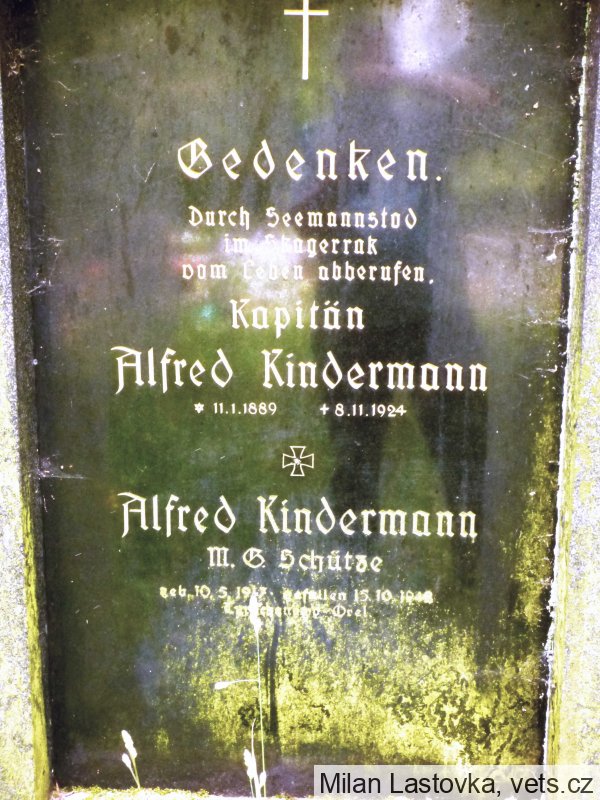 Gedenken.
Durch Seemannstod
im Skagerrak
vom Leben abberufen.
Kapitän
Alfred Kindermann
* 11.1.1889 + 8.11.1924
Alfred Kindermann
M. G. Schütze
Geb. 10.5. Gefallen 15.10.
Orel
Milan Lastovka, vets.cz